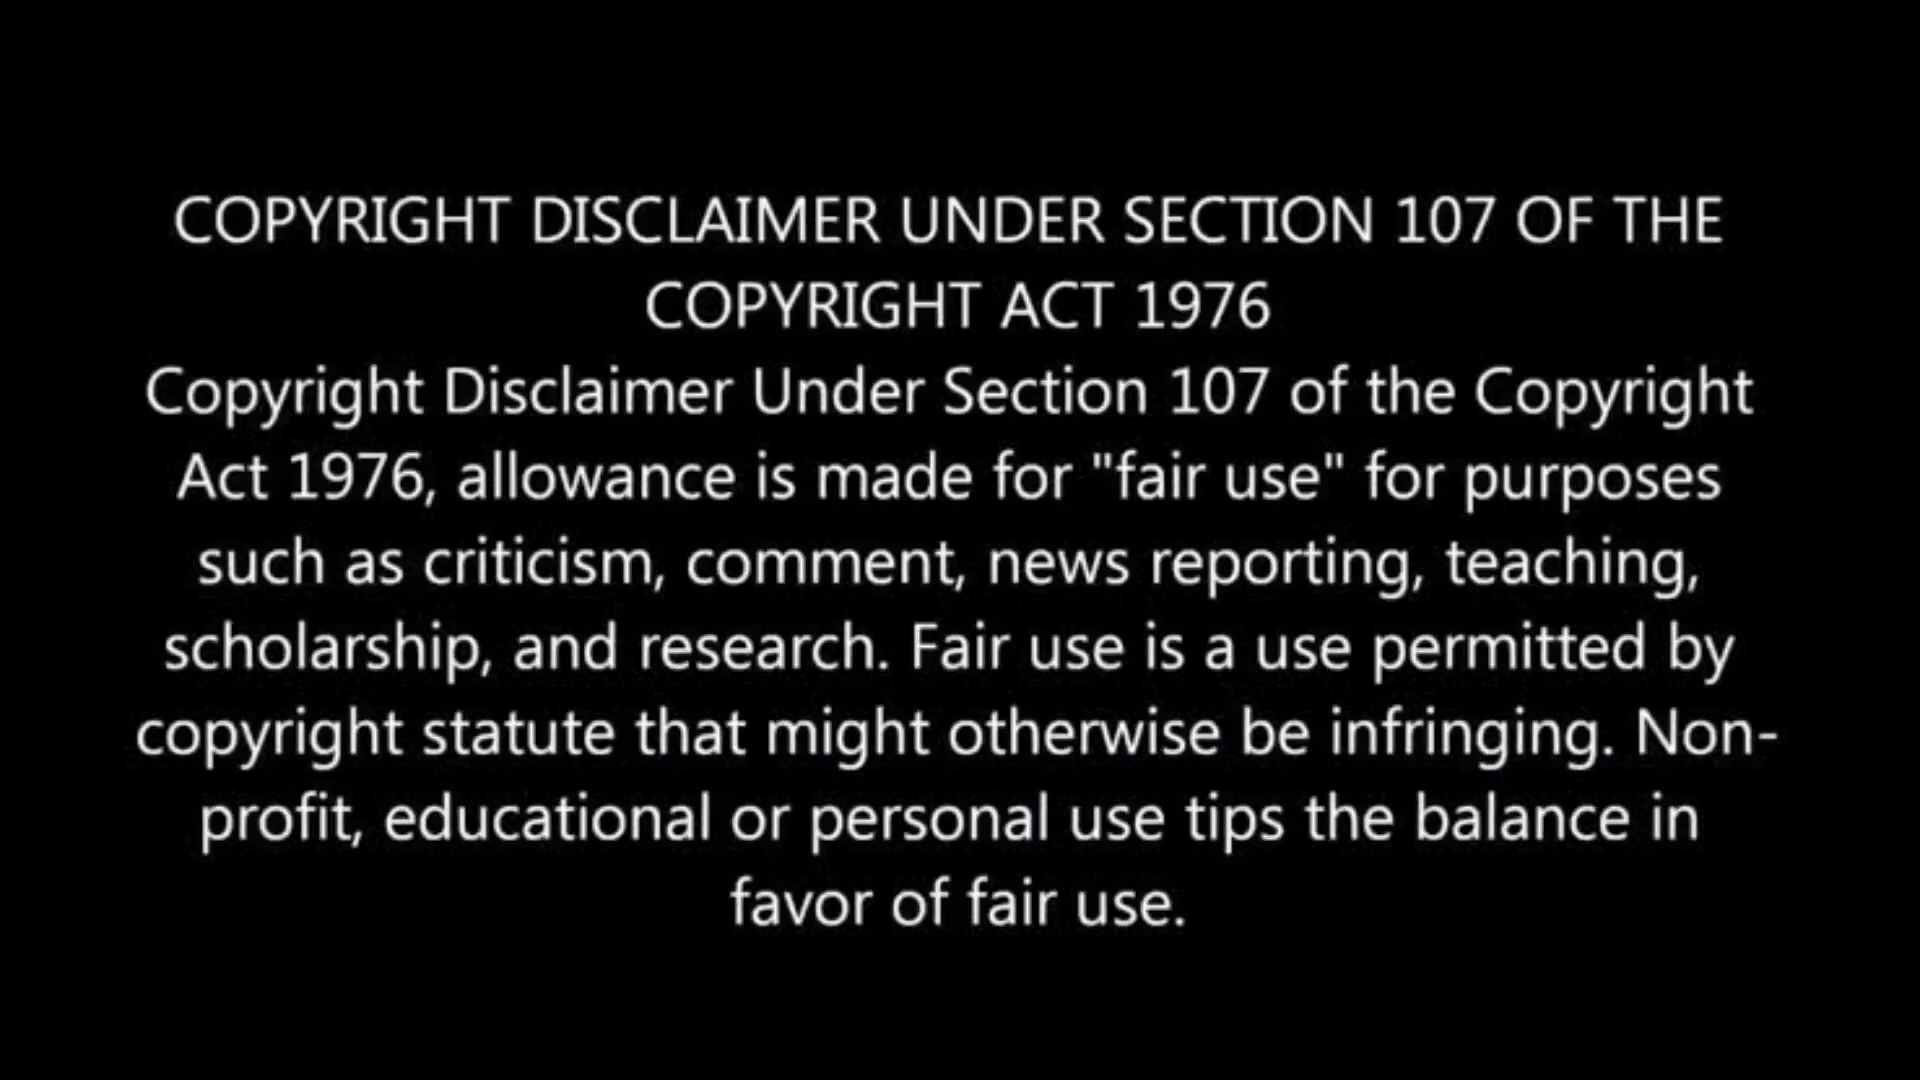 COPYRIGHT DISCLAIMER UNDER SECTION 107 OF THE
COPYRIGHT ACT 1976
Copyright Disclaimer Under Section 107 of the Copyright
Act 1976, allowance is made for "fair use" for purposes
such as criticism, comment, news reporting, teaching,
scholarship, and research. Fair use is a use permitted by
copyright statute that might otherwise be infringing. Non-
profit, educational or personal use tips the balance in
favor of fair use.